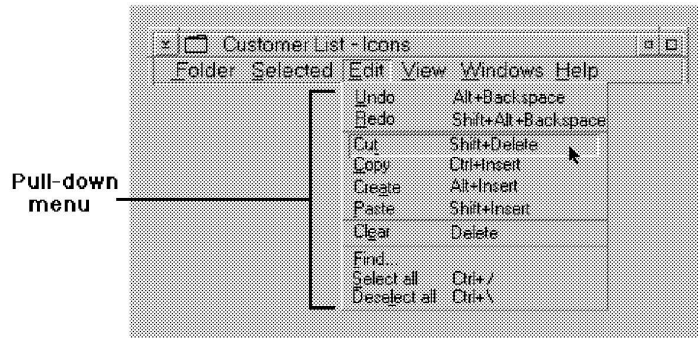 Customer List - Icons
Folder Selected Edit View Windows Help
Undo Alt+Backspace
Redo Shift+Alt+Backspace
Cut Shift+Delete
Copy Ctrl+Insert
Create Alt+Insert
Paste Shift+Insert
Clear Delete
Find...
Select all Ctrl+/
Deselect all Ctrl+\
Pull-down
menu